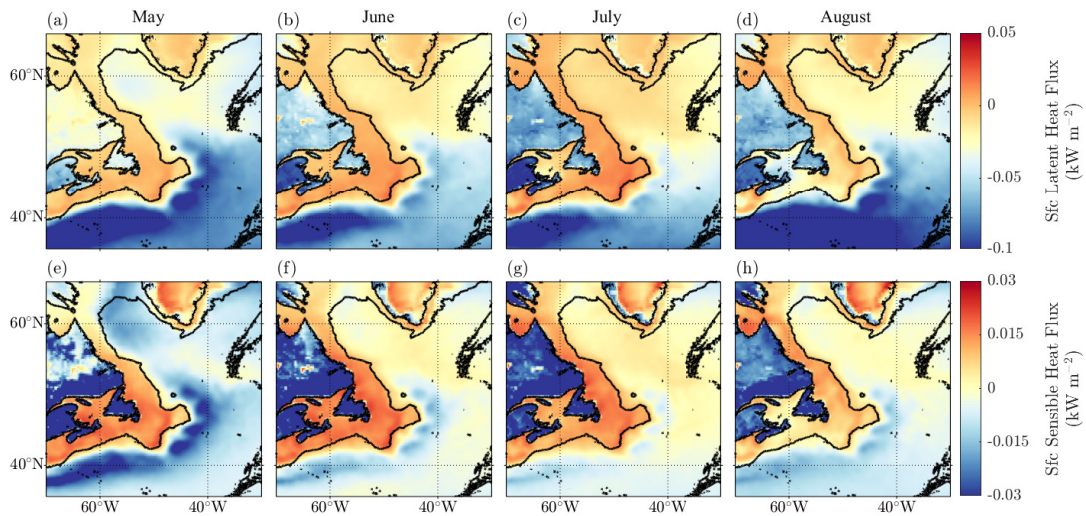 May June July August
(a) (b) (c) (d)
60°N
40°N
0.05
0
-0.05
-0.1
Sfc Latent Heat Flux
(kW m⁻²)
(e) (f) (g) (h)
60°N
40°N
60°W 40°W 60°W 40°W 60°W 40°W 60°W 40°W
0.03
0.015
0
-0.015
-0.03
Sfc Sensible Heat Flux
(kW m⁻²)